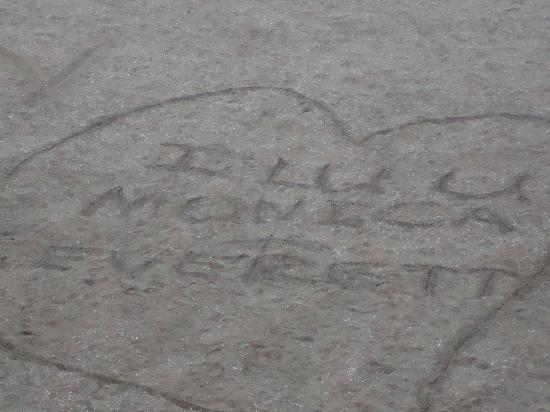 I LUV U
MONICA
EVERETT